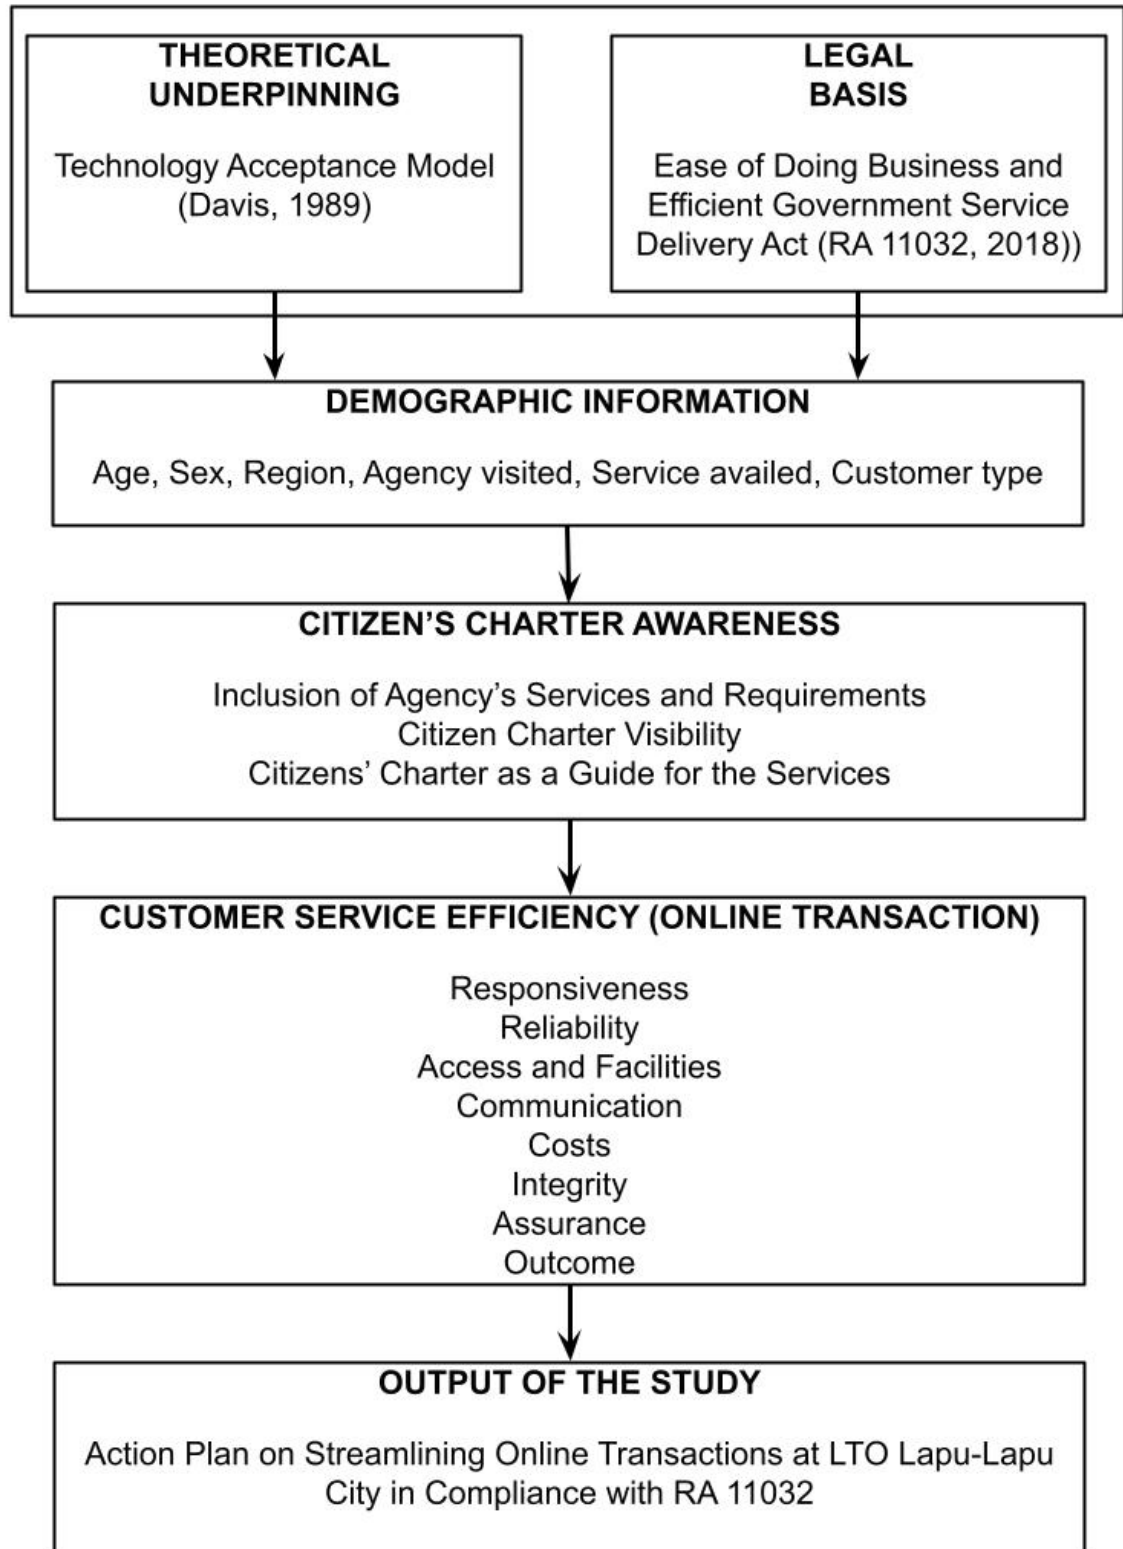 THEORETICAL
UNDERPINNING
Technology Acceptance Model
(Davis, 1989)
LEGAL
BASIS
Ease of Doing Business and
Efficient Government Service
Delivery Act (RA 11032, 2018))
DEMOGRAPHIC INFORMATION
Age, Sex, Region, Agency visited, Service availed, Customer type
CITIZEN’S CHARTER AWARENESS
Inclusion of Agency’s Services and Requirements
Citizen Charter Visibility
Citizens’ Charter as a Guide for the Services
CUSTOMER SERVICE EFFICIENCY (ONLINE TRANSACTION)
Responsiveness
Reliability
Access and Facilities
Communication
Costs
Integrity
Assurance
Outcome
OUTPUT OF THE STUDY
Action Plan on Streamlining Online Transactions at LTO Lapu-Lapu
City in Compliance with RA 11032